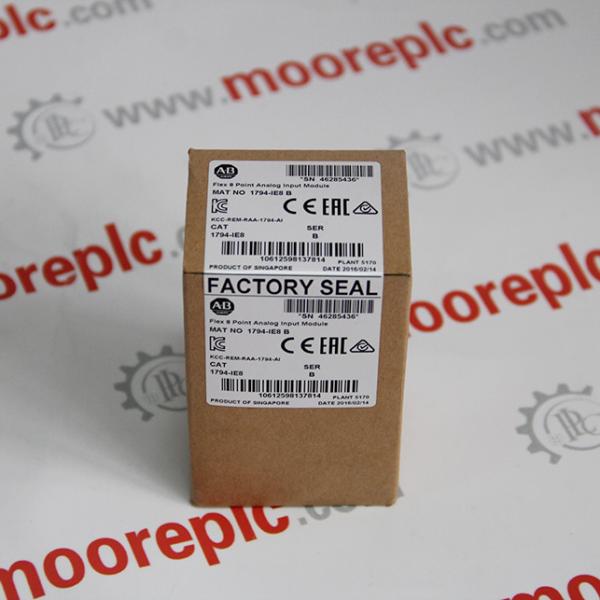 mooreplc.com
www.mooreplc.com
AB
"SN 46285436"
Flex 8 Point Analog Input Module
MAT NO 1794-IE8 B
CE EAC
KCC-REM-RAA-1794-AI
CAT SER
1794-IE8 B
10612598137814 PLANT 5170
PRODUCT OF SINGAPORE DATE 2016/02/14
FACTORY SEAL
AB
"SN 46285436"
Flex 8 Point Analog Input Module
MAT NO 1794-IE8 B
CE EAC
KCC-REM-RAA-1794-AI
CAT SER
1794-IE8 B
10612598137814 PLANT 5170
PRODUCT OF SINGAPORE DATE 2016/02/14
mooreplc.com